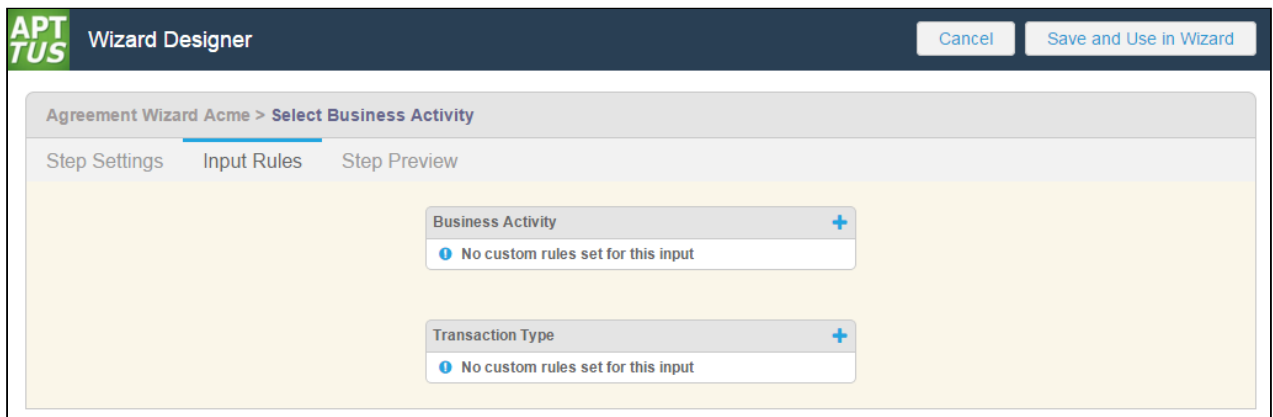 APT
TUS
Wizard Designer
Cancel
Save and Use in Wizard
Agreement Wizard Acme > Select Business Activity
Step Settings
Input Rules
Step Preview
Business Activity
No custom rules set for this input
Transaction Type
No custom rules set for this input